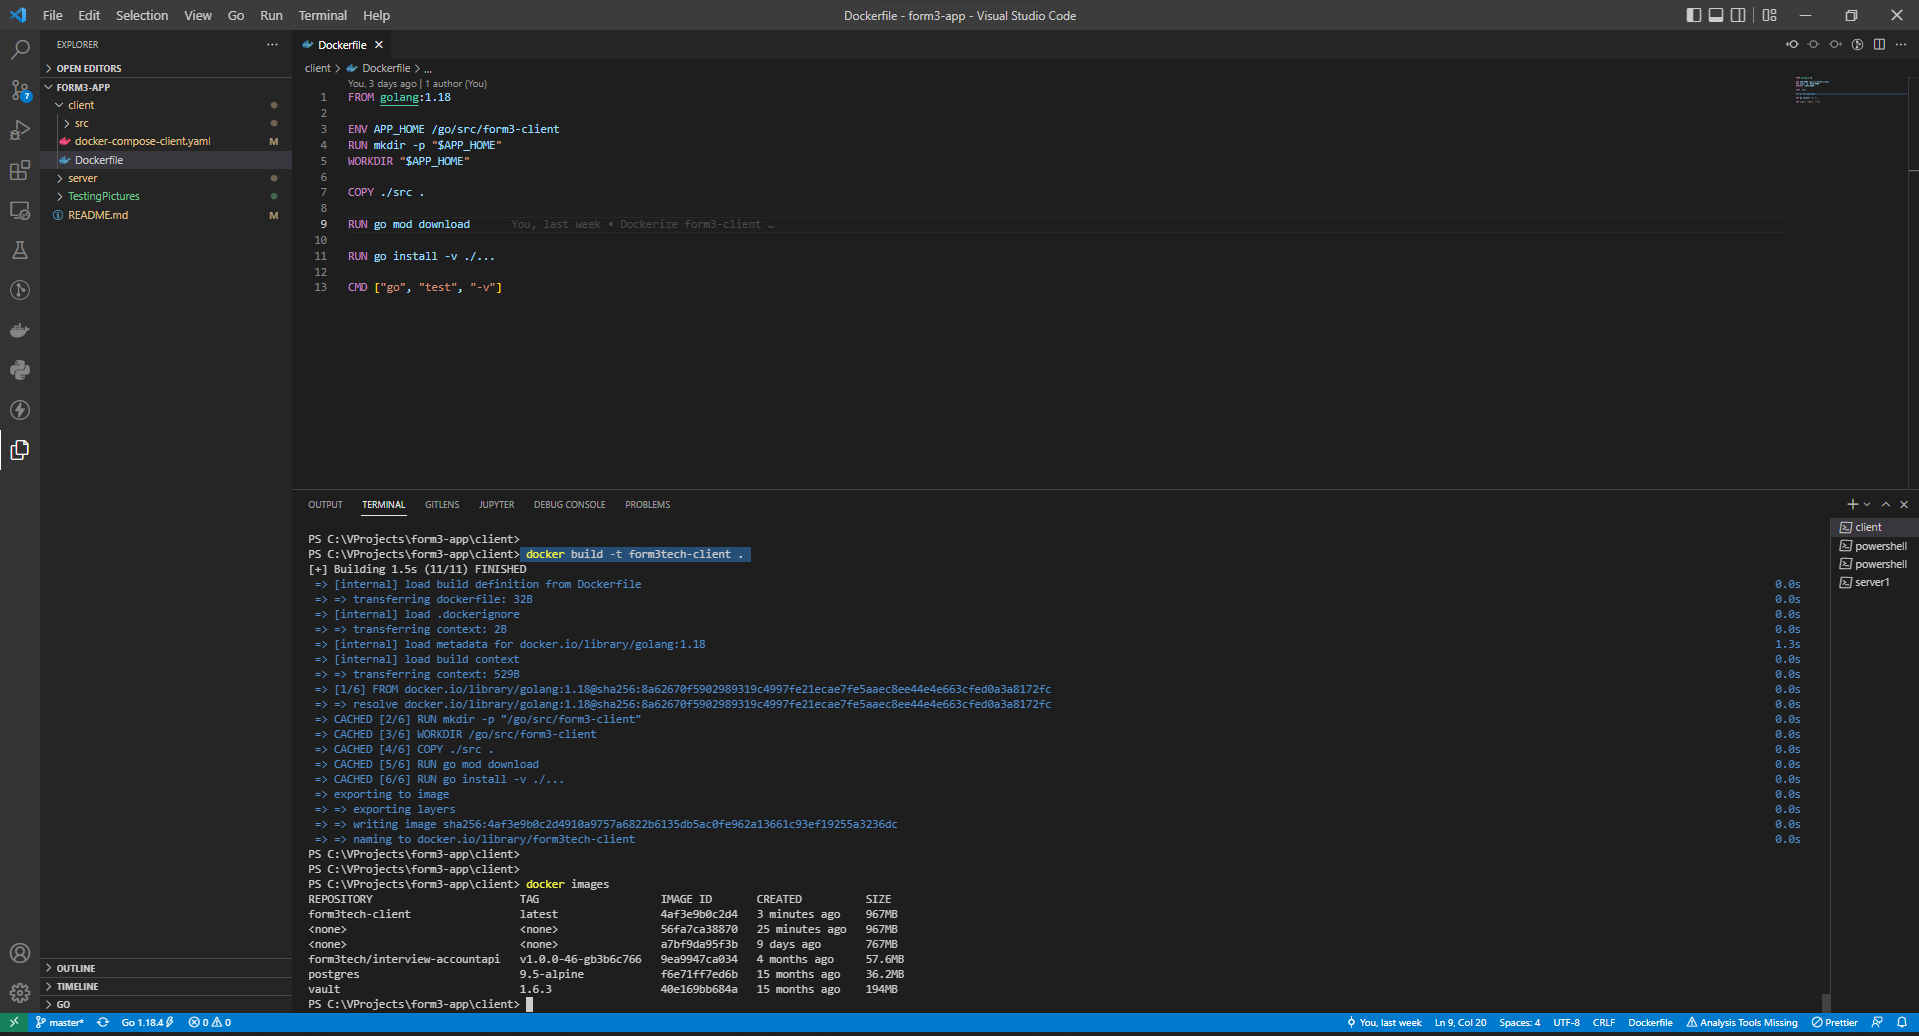 File Edit Selection View Go Run Terminal Help
Dockerfile - form3-app - Visual Studio Code
EXPLORER
OPEN EDITORS
FORM3-APP
client
src
docker-compose-client.yaml M
Dockerfile
server
TestingPictures
README.md M
OUTLINE
TIMELINE
GO
7
Dockerfile
client > Dockerfile > ...
You, 3 days ago | 1 author (You)
1 FROM golang:1.18
2
3 ENV APP_HOME /go/src/form3-client
4 RUN mkdir -p "$APP_HOME"
5 WORKDIR "$APP_HOME"
6
7 COPY ./src .
8
9 RUN go mod download You, last week • Dockerize form3-client …
10
11 RUN go install -v ./...
12
13 CMD ["go", "test", "-v"]
OUTPUT TERMINAL GITLENS JUPYTER DEBUG CONSOLE PROBLEMS
PS C:\VProjects\form3-app\client>
PS C:\VProjects\form3-app\client> docker build -t form3tech-client .
[+] Building 1.5s (11/11) FINISHED
=> [internal] load build definition from Dockerfile 0.0s
=> => transferring dockerfile: 32B 0.0s
=> [internal] load .dockerignore 0.0s
=> => transferring context: 2B 0.0s
=> [internal] load metadata for docker.io/library/golang:1.18 1.3s
=> [internal] load build context 0.0s
=> => transferring context: 529B 0.0s
=> [1/6] FROM docker.io/library/golang:1.18@sha256:8a62670f5902989319c4997fe21ecae7fe5aaec8ee44e4e663cfed0a3a8172fc 0.0s
=> => resolve docker.io/library/golang:1.18@sha256:8a62670f5902989319c4997fe21ecae7fe5aaec8ee44e4e663cfed0a3a8172fc 0.0s
=> CACHED [2/6] RUN mkdir -p "/go/src/form3-client" 0.0s
=> CACHED [3/6] WORKDIR /go/src/form3-client 0.0s
=> CACHED [4/6] COPY ./src . 0.0s
=> CACHED [5/6] RUN go mod download 0.0s
=> CACHED [6/6] RUN go install -v ./... 0.0s
=> exporting to image 0.0s
=> => exporting layers 0.0s
=> => writing image sha256:4af3e9b0c2d4910a9757a6822b6135db5ac0fe962a13661c93ef19255a3236dc 0.0s
=> => naming to docker.io/library/form3tech-client 0.0s
PS C:\VProjects\form3-app\client>
PS C:\VProjects\form3-app\client>
PS C:\VProjects\form3-app\client> docker images
REPOSITORY TAG IMAGE ID CREATED SIZE
form3tech-client latest 4af3e9b0c2d4 3 minutes ago 967MB
<none> <none> 56fa7ca38870 25 minutes ago 967MB
<none> <none> a7bf9da95f3b 9 days ago 767MB
form3tech/interview-accountapi v1.0.0-46-gb3b6c766 9ea9947ca034 4 months ago 57.6MB
postgres 9.5-alpine f6e71ff7ed6b 15 months ago 36.2MB
vault 1.6.3 40e169bb684a 15 months ago 194MB
PS C:\VProjects\form3-app\client>
client
powershell
powershell
server1
master* Go 1.18.4 0 0 You, last week Ln 9, Col 20 Spaces: 4 UTF-8 CRLF Dockerfile Analysis Tools Missing Prettier